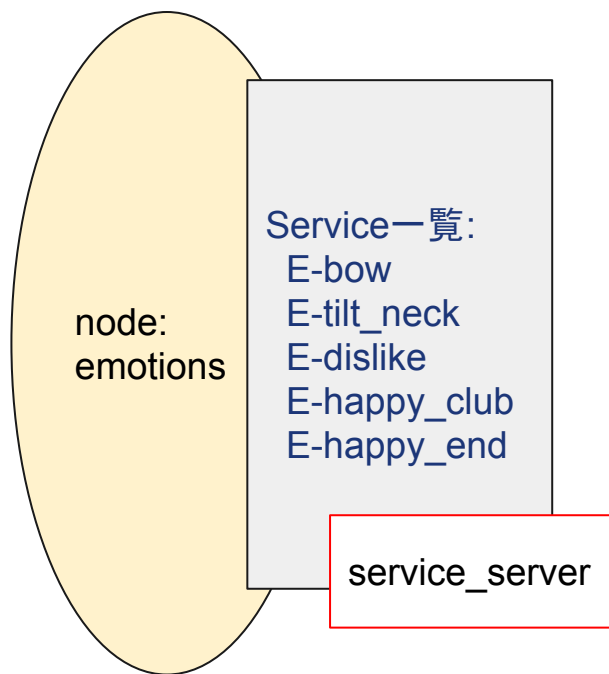 node:
emotions
Service一覧:
E-bow
E-tilt_neck
E-dislike
E-happy_club
E-happy_end
service_server